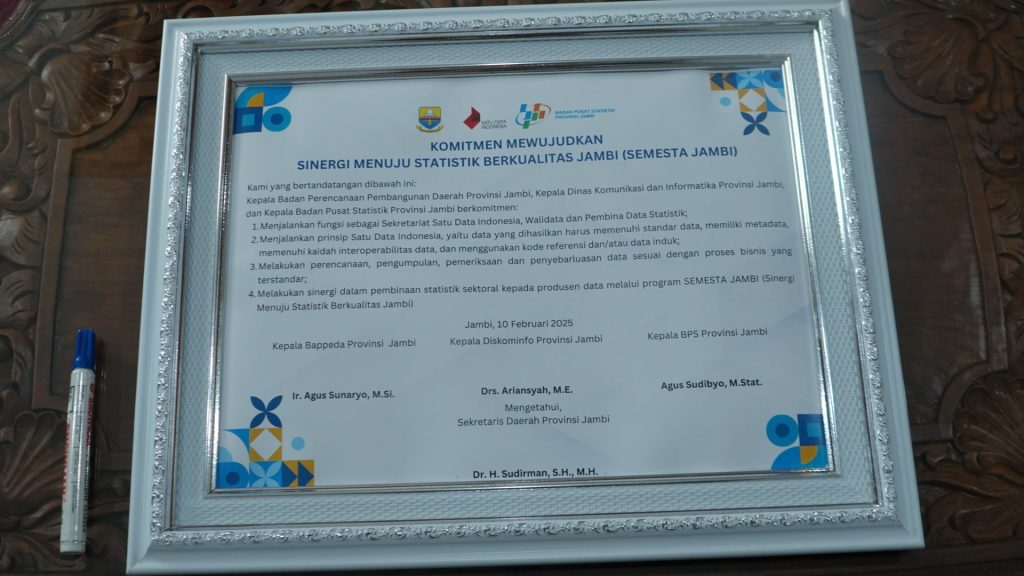 SATU DATA
INDONESIA
BADAN PUSAT STATISTIK
PROVINSI JAMBI
KOMITMEN MEWUJUDKAN
SINERGI MENUJU STATISTIK BERKUALITAS JAMBI (SEMESTA JAMBI)
Kami yang bertandatangan dibawah ini:
Kepala Badan Perencanaan Pembangunan Daerah Provinsi Jambi, Kepala Dinas Komunikasi dan Informatika Provinsi Jambi,
dan Kepala Badan Pusat Statistik Provinsi Jambi berkomitmen:
1. Menjalankan fungsi sebagai Sekretariat Satu Data Indonesia, Walidata dan Pembina Data Statistik;
2. Menjalankan prinsip Satu Data Indonesia, yaitu data yang dihasilkan harus memenuhi standar data, memiliki metadata,
memenuhi kaidah interoperabilitas data, dan menggunakan kode referensi dan/atau data induk;
3. Melakukan perencanaan, pengumpulan, pemeriksaan dan penyebarluasan data sesuai dengan proses bisnis yang
terstandar;
4. Melakukan sinergi dalam pembinaan statistik sektoral kepada produsen data melalui program SEMESTA JAMBI (Sinergi
Menuju Statistik Berkualitas Jambi)
Jambi, 10 Februari 2025
Kepala Bappeda Provinsi Jambi
Kepala Diskominfo Provinsi Jambi
Kepala BPS Provinsi Jambi
Ir. Agus Sunaryo, M.Si.
Drs. Ariansyah, M.E.
Agus Sudibyo, M.Stat.
Mengetahui,
Sekretaris Daerah Provinsi Jambi
Dr. H. Sudirman, S.H., M.H.